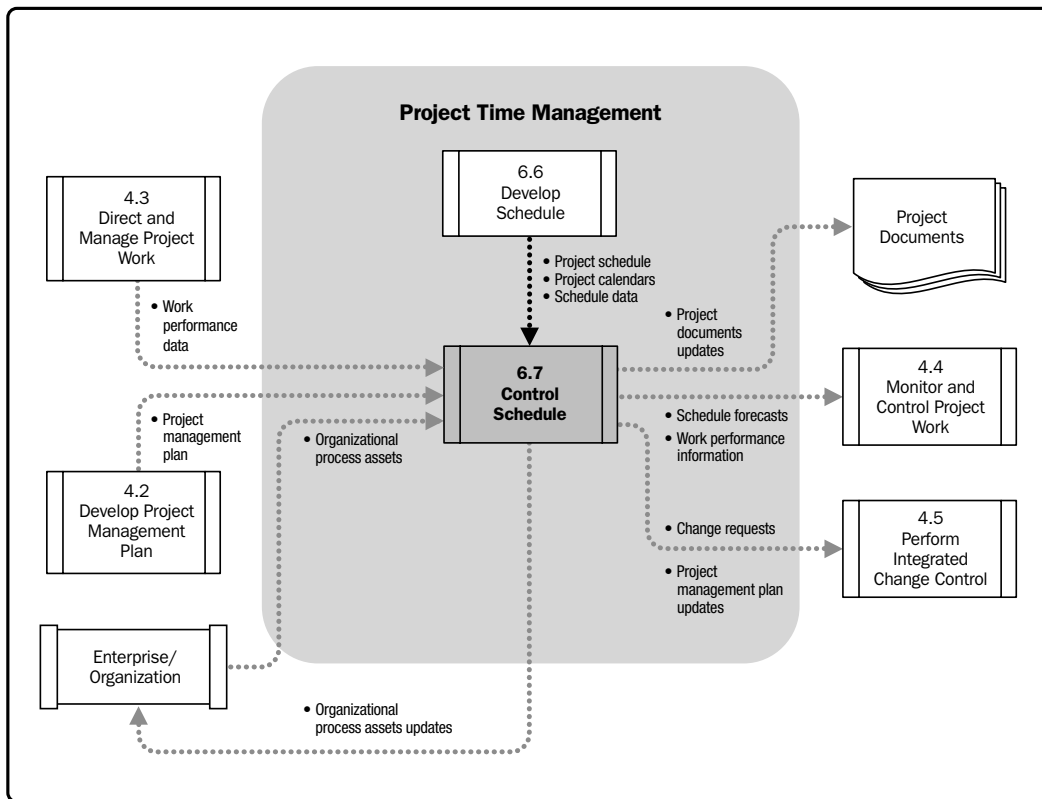 Project Time Management
6.6
Develop
Schedule
4.3
Direct and
Manage Project
Work
Project
Documents
• Project schedule
• Project calendars
• Schedule data
• Work
performance
data
• Project
documents
updates
6.7
Control
Schedule
4.4
Monitor and
Control Project
Work
• Project
management
plan
• Organizational
process assets
• Schedule forecasts
• Work performance
information
4.2
Develop Project
Management
Plan
• Change requests
• Project
management plan
updates
4.5
Perform
Integrated
Change Control
Enterprise/
Organization
• Organizational
process assets updates